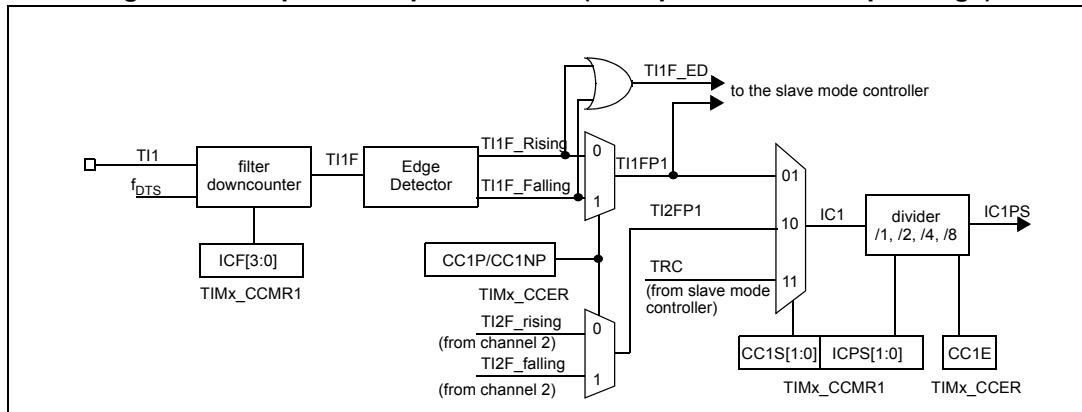 TI1F_ED
to the slave mode controller
TI1
filter
downcounter
TI1F
Edge
Detector
TI1F_Rising
TI1F_Falling
0
1
TI1FP1
01
fDTS
TI2FP1
10
IC1
divider
/1, /2, /4, /8
IC1PS
ICF[3:0]
TIMx_CCMR1
CC1P/CC1NP
TIMx_CCER
TRC
(from slave mode
controller)
11
TI2F_rising
(from channel 2)
0
TI2F_falling
(from channel 2)
1
CC1S[1:0]
ICPS[1:0]
TIMx_CCMR1
CC1E
TIMx_CCER